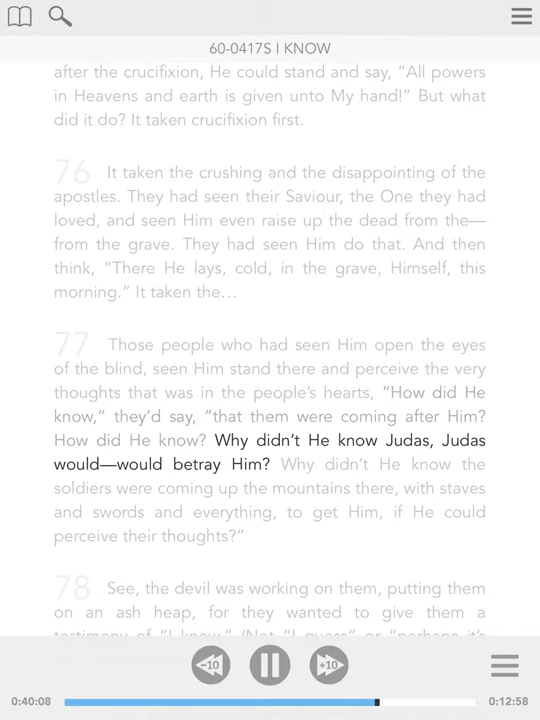 60-0417S I KNOW
after the crucifixion, He could stand and say, “All powers
in Heavens and earth is given unto My hand!” But what
did it do? It taken crucifixion first.
76 It taken the crushing and the disappointing of the
apostles. They had seen their Saviour, the One they had
loved, and seen Him even raise up the dead from the—
from the grave. They had seen Him do that. And then
think, “There He lays, cold, in the grave, Himself, this
morning.” It taken the…
77 Those people who had seen Him open the eyes
of the blind, seen Him stand there and perceive the very
thoughts that was in the people’s hearts, “How did He
know,” they’d say, “that them were coming after Him?
How did He know? Why didn’t He know Judas, Judas
would—would betray Him? Why didn’t He know the
soldiers were coming up the mountains there, with staves
and swords and everything, to get Him, if He could
perceive their thoughts?”
78 See, the devil was working on them, putting them
on an ash heap, for they wanted to give them a
testimony of “I know.” (Not “I guess” or “perhaps it’s
-10 +10
0:40:08 0:12:58